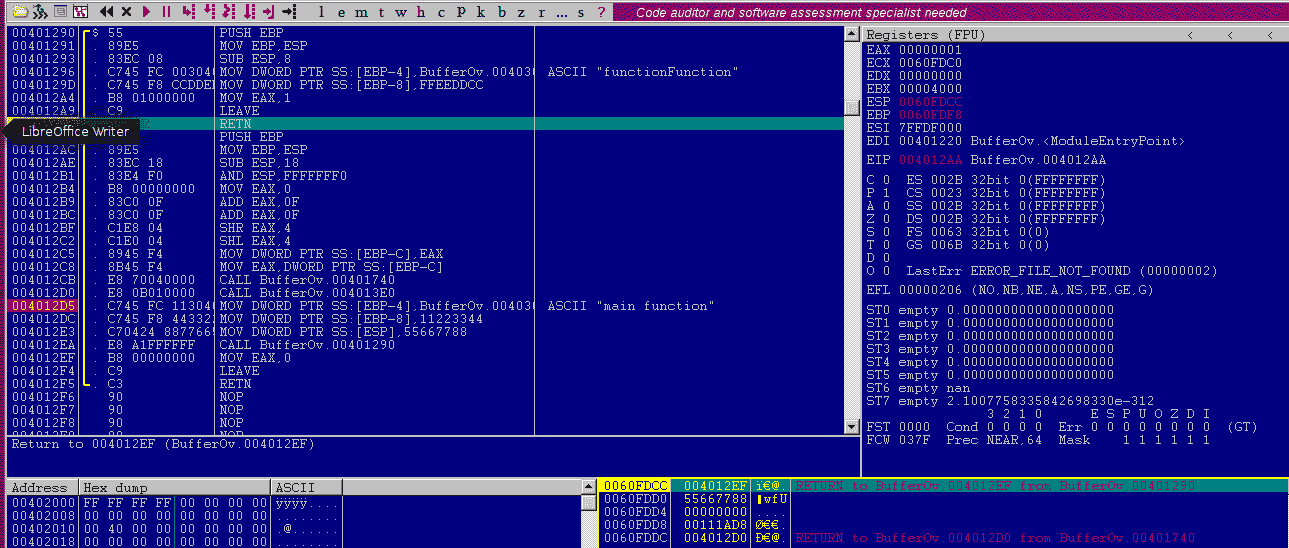 l e m t w h c p k b z r ... s ? Code auditor and software assessment specialist needed
00401290 $ 55 PUSH EBP
00401291 . 89E5 MOV EBP,ESP
00401293 . 83EC 08 SUB ESP,8
00401296 . C745 FC 003040 MOV DWORD PTR SS:[EBP-4],BufferOv.004030 ASCII "functionFunction"
0040129D . C745 F8 CCDDEE MOV DWORD PTR SS:[EBP-8],FFEEDDCC
004012A4 . B8 01000000 MOV EAX,1
004012A9 . C9 LEAVE
RETN
LibreOffice Writer
PUSH EBP
004012AC . 89E5 MOV EBP,ESP
004012AE . 83EC 18 SUB ESP,18
004012B1 . 83E4 F0 AND ESP,FFFFFFF0
004012B4 . B8 00000000 MOV EAX,0
004012B9 . 83C0 0F ADD EAX,0F
004012BC . 83C0 0F ADD EAX,0F
004012BF . C1E8 04 SHR EAX,4
004012C2 . C1E0 04 SHL EAX,4
004012C5 . 8945 F4 MOV DWORD PTR SS:[EBP-C],EAX
004012C8 . 8B45 F4 MOV EAX,DWORD PTR SS:[EBP-C]
004012CB . E8 70040000 CALL BufferOv.00401740
004012D0 . E8 0B010000 CALL BufferOv.004013E0
004012D5 . C745 FC 113040 MOV DWORD PTR SS:[EBP-4],BufferOv.004030 ASCII "main function"
004012DC . C745 F8 443322 MOV DWORD PTR SS:[EBP-8],11223344
004012E3 . C70424 887766 MOV DWORD PTR SS:[ESP],55667788
004012EA . E8 A1FFFFFF CALL BufferOv.00401290
004012EF . B8 00000000 MOV EAX,0
004012F4 . C9 LEAVE
004012F5 . C3 RETN
004012F6 90 NOP
004012F7 90 NOP
004012F8 90 NOP
Return to 004012EF (BufferOv.004012EF)
Registers (FPU) < < <
EAX 00000001
ECX 0060FDC0
EDX 00000000
EBX 00004000
ESP 0060FDCC
EBP 0060FDF8
ESI 7FFDF000
EDI 00401220 BufferOv.<ModuleEntryPoint>
EIP 004012AA BufferOv.004012AA
C 0 ES 002B 32bit 0(FFFFFFFF)
P 1 CS 0023 32bit 0(FFFFFFFF)
A 0 SS 002B 32bit 0(FFFFFFFF)
Z 0 DS 002B 32bit 0(FFFFFFFF)
S 0 FS 0063 32bit 0(0)
T 0 GS 006B 32bit 0(0)
D 0
O 0 LastErr ERROR_FILE_NOT_FOUND (00000002)
EFL 00000206 (NO,NB,NE,A,NS,PE,GE,G)
ST0 empty 0.0000000000000000000
ST1 empty 0.0000000000000000000
ST2 empty 0.0000000000000000000
ST3 empty 0.0000000000000000000
ST4 empty 0.0000000000000000000
ST5 empty 0.0000000000000000000
ST6 empty nan
ST7 empty 2.1007758335842698330e-312
3 2 1 0 E S P U O Z D I
FST 0000 Cond 0 0 0 0 Err 0 0 0 0 0 0 0 0 (GT)
FCW 037F Prec NEAR,64 Mask 1 1 1 1 1 1
Address Hex dump ASCII
00402000 FF FF FF FF 00 00 00 00 ÿÿÿÿ....
00402008 00 00 00 00 00 00 00 00 ........
00402010 00 40 00 00 00 00 00 00 .@......
00402018 00 00 00 00 00 00 00 00 ........
0060FDCC 004012EF ï€@. RETURN to BufferOv.004012EF from BufferOv.00401290
0060FDD0 55667788 wfU
0060FDD4 00000000 ....
0060FDD8 00111AD8 Ø€€.
0060FDDC 004012D0 Ð€@. RETURN to BufferOv.004012D0 from BufferOv.00401740